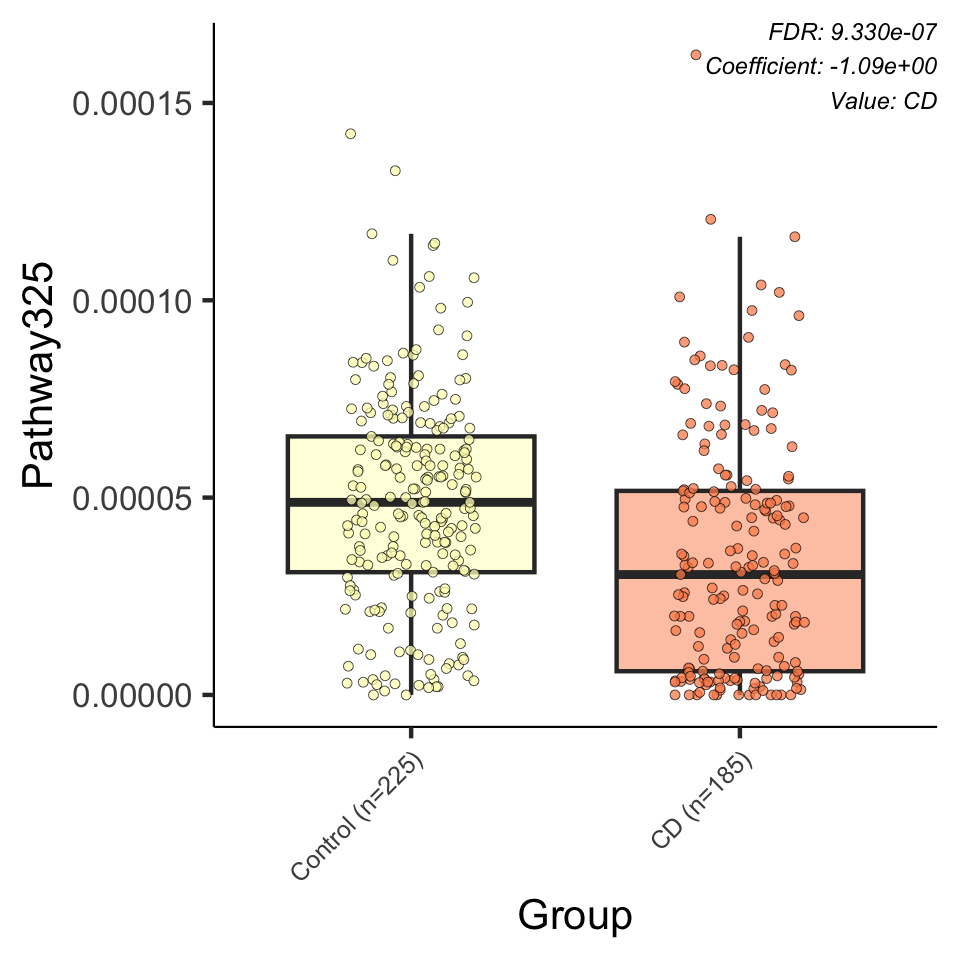 FDR: 9.330e-07
Coefficient: -1.09e+00
Value: CD
Pathway325
0.00015
0.00010
0.00005
0.00000
Control (n=225)
CD (n=185)
Group